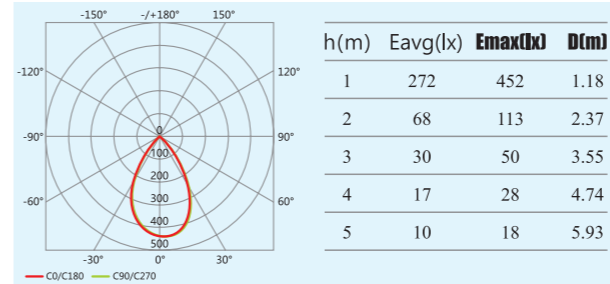 -150° -/+180° 150°
-120° 120°
-90° 90°
-60° 60°
-30° 0° 30°
0
100
200
300
400
500
C0/C180 C90/C270
h(m) Eavg(lx) Emax(lx) D(m)
1 272 452 1.18
2 68 113 2.37
3 30 50 3.55
4 17 28 4.74
5 10 18 5.93